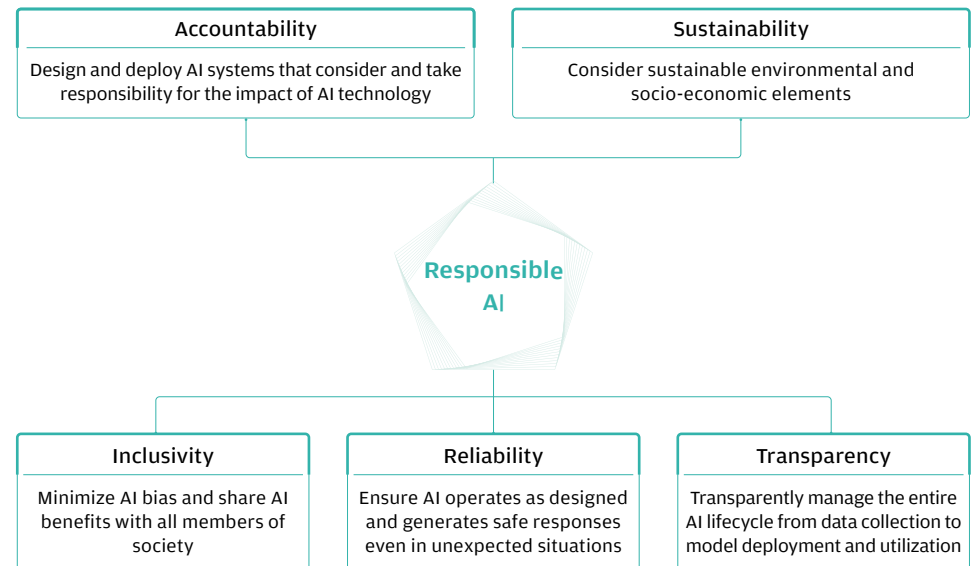 Accountability
Design and deploy AI systems that consider and take
responsibility for the impact of AI technology
Sustainability
Consider sustainable environmental and
socio-economic elements
Responsible
AI
Inclusivity
Minimize AI bias and share AI
benefits with all members of
society
Reliability
Ensure AI operates as designed
and generates safe responses
even in unexpected situations
Transparency
Transparently manage the entire
AI lifecycle from data collection to
model deployment and utilization